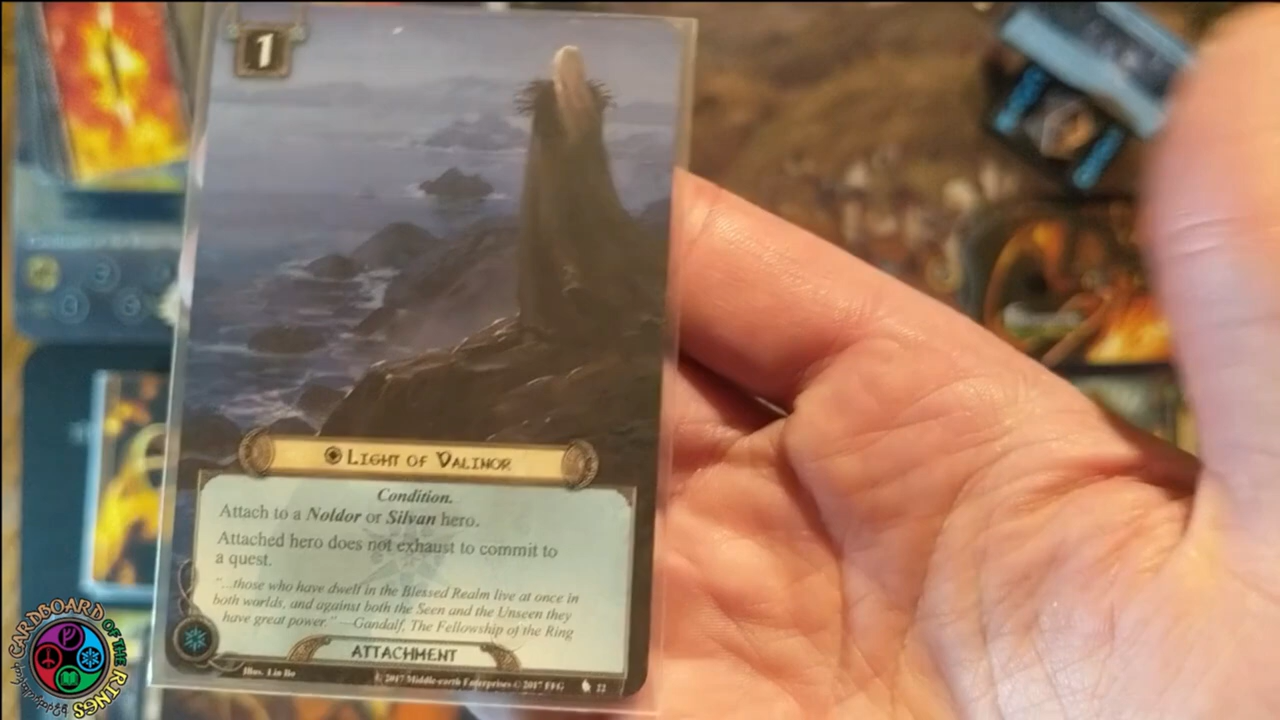 1
LIGHT OF VALINOR
Condition.
Attach to a Noldor or Silvan hero.
Attached hero does not exhaust to commit to
a quest.
"...those who have dwelt in the Blessed Realm live at once in
both worlds, and against both the Seen and the Unseen they
have great power." —Gandalf, The Fellowship of the Ring
ATTACHMENT
Illus. Lin Bo
© 2017 Middle-earth Enterprises © 2017 FFG
22
CARDBOARD OF THE RINGS